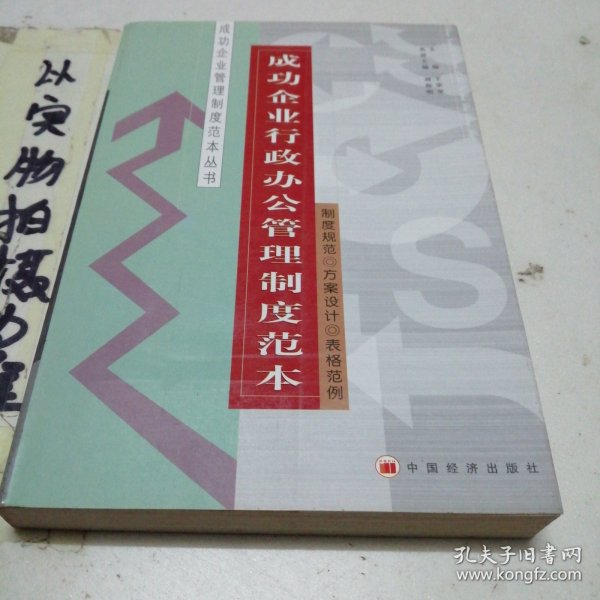 以实物拍摄为准
成功企业管理制度范本丛书
成功企业行政办公管理制度范本
制度规范◎方案设计◎表格范例
中国经济出版社
孔夫子旧书网
www.kongfz.com